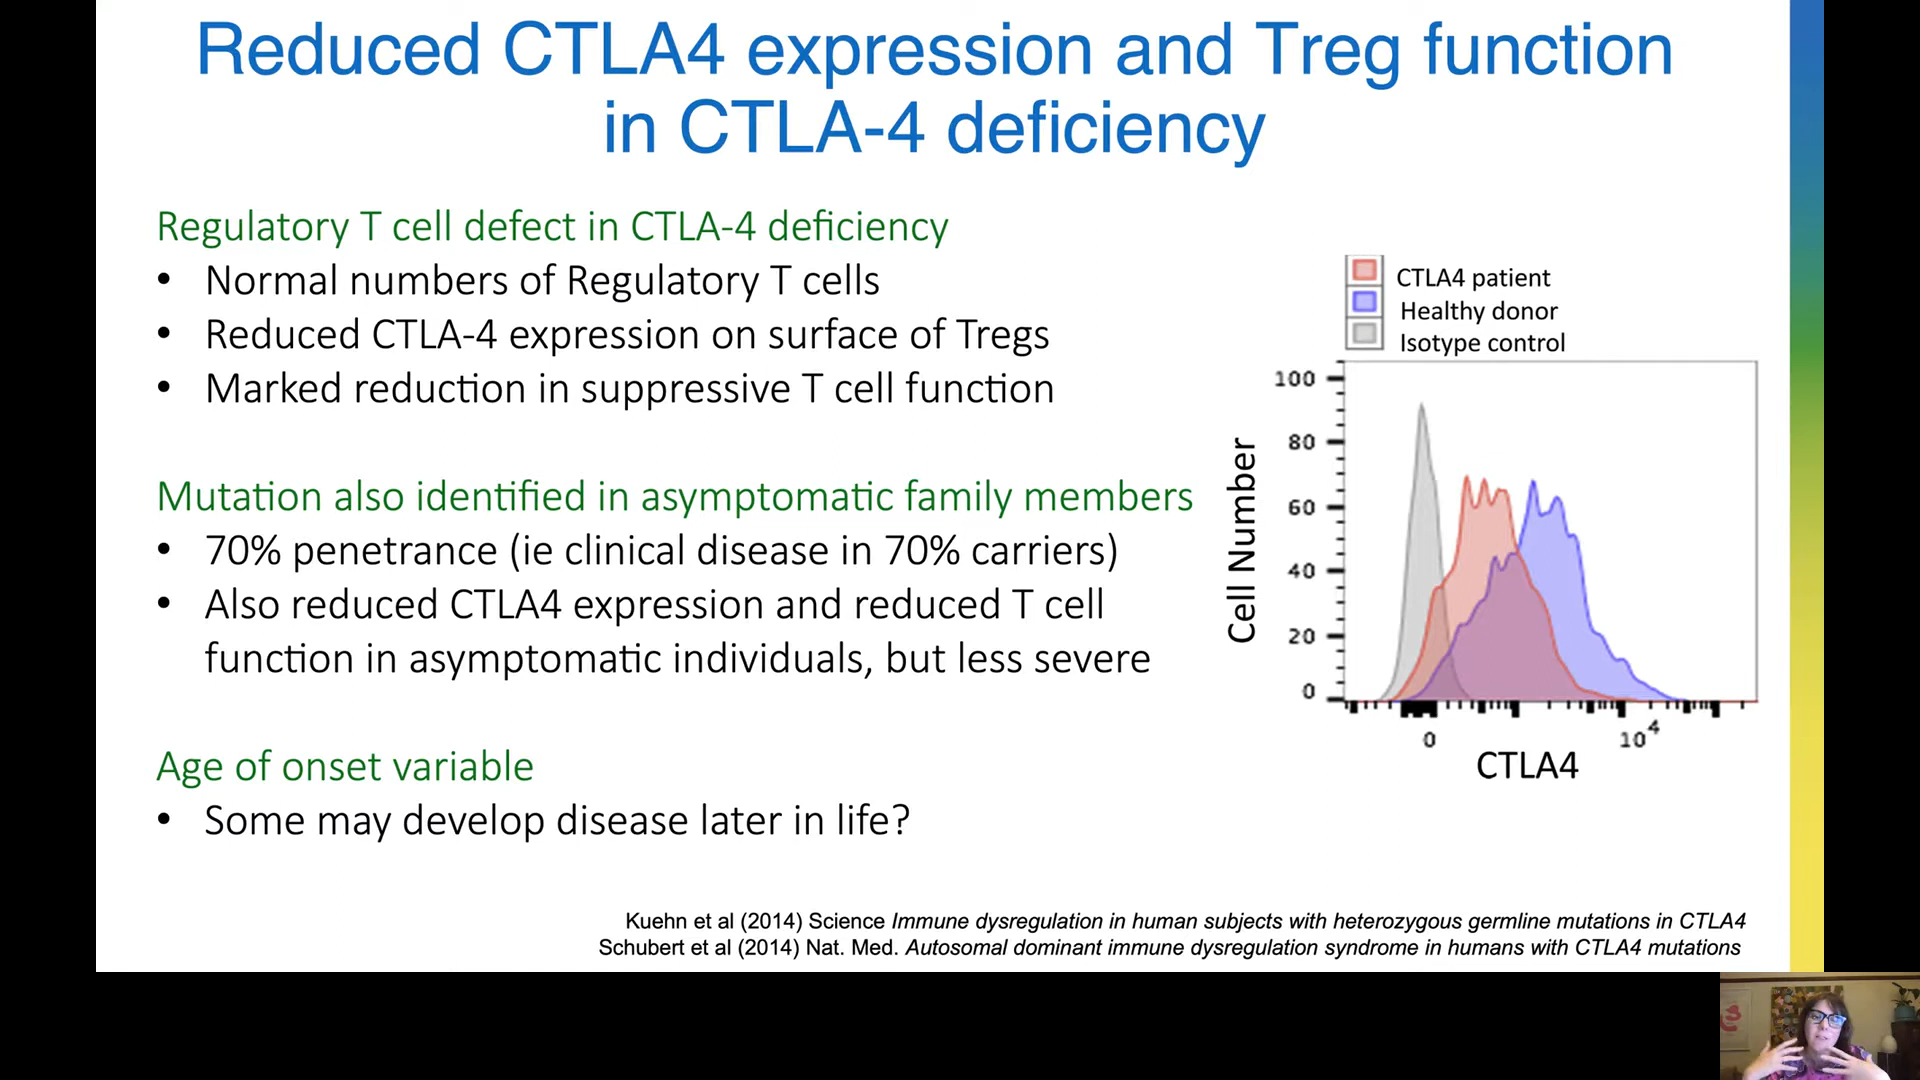 Reduced CTLA4 expression and Treg function
in CTLA-4 deficiency
Regulatory T cell defect in CTLA-4 deficiency
• Normal numbers of Regulatory T cells
• Reduced CTLA-4 expression on surface of Tregs
• Marked reduction in suppressive T cell function
Mutation also identified in asymptomatic family members
• 70% penetrance (ie clinical disease in 70% carriers)
• Also reduced CTLA4 expression and reduced T cell
function in asymptomatic individuals, but less severe
Age of onset variable
• Some may develop disease later in life?
CTLA4 patient
Healthy donor
Isotype control
Cell Number
100
80
60
40
20
0
0
10⁴
CTLA4
Kuehn et al (2014) Science Immune dysregulation in human subjects with heterozygous germline mutations in CTLA4
Schubert et al (2014) Nat. Med. Autosomal dominant immune dysregulation syndrome in humans with CTLA4 mutations